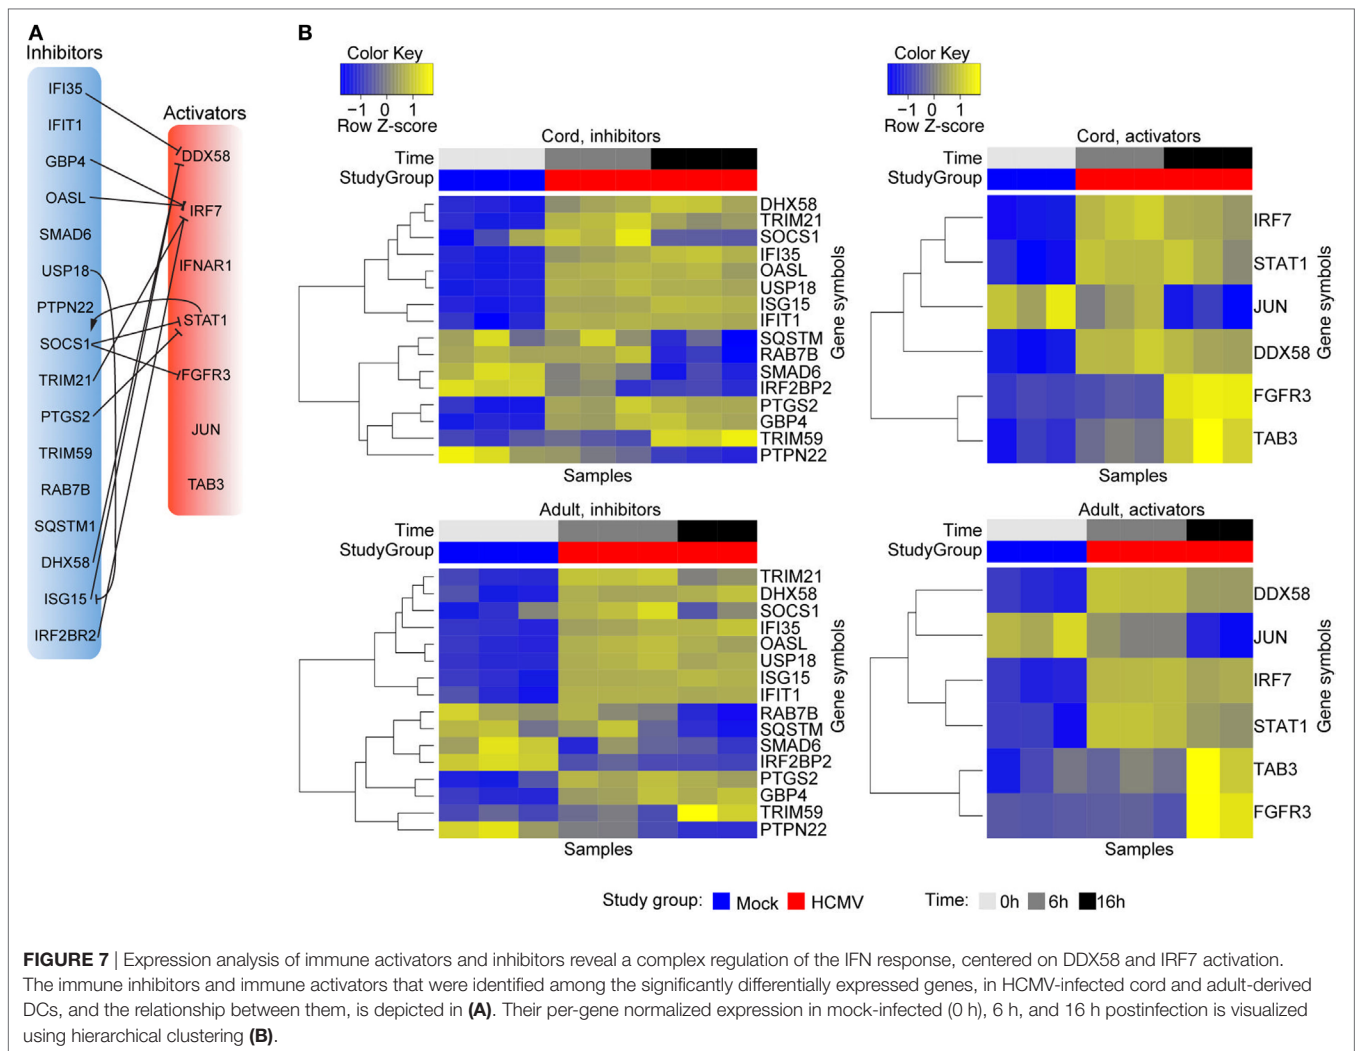 A
Inhibitors
IFI35
IFIT1
GBP4
OASL
SMAD6
USP18
PTPN22
SOCS1
TRIM21
PTGS2
TRIM59
RAB7B
SQSTM1
DHX58
ISG15
IRF2BR2
Activators
DDX58
IRF7
IFNAR1
STAT1
FGFR3
JUN
TAB3
B
Color Key
−1 0 1
Row Z-score
Cord, inhibitors
Time
StudyGroup
DHX58
TRIM21
SOCS1
IFI35
OASL
USP18
ISG15
IFIT1
SQSTM
RAB7B
SMAD6
IRF2BP2
PTGS2
GBP4
TRIM59
PTPN22
Gene symbols
Samples
Color Key
−1 0 1
Row Z-score
Cord, activators
Time
StudyGroup
IRF7
STAT1
JUN
DDX58
FGFR3
TAB3
Gene symbols
Samples
Adult, inhibitors
Time
StudyGroup
TRIM21
DHX58
SOCS1
IFI35
OASL
USP18
ISG15
IFIT1
RAB7B
SQSTM
SMAD6
IRF2BP2
PTGS2
GBP4
TRIM59
PTPN22
Gene symbols
Samples
Adult, activators
Time
StudyGroup
DDX58
JUN
IRF7
STAT1
TAB3
FGFR3
Gene symbols
Samples
Study group: Mock HCMV Time: 0h 6h 16h
FIGURE 7 | Expression analysis of immune activators and inhibitors reveal a complex regulation of the IFN response, centered on DDX58 and IRF7 activation.
The immune inhibitors and immune activators that were identified among the significantly differentially expressed genes, in HCMV-infected cord and adult-derived
DCs, and the relationship between them, is depicted in (A). Their per-gene normalized expression in mock-infected (0 h), 6 h, and 16 h postinfection is visualized
using hierarchical clustering (B).